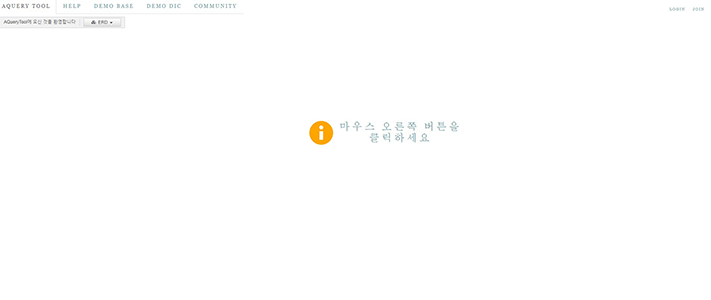 AQUERY TOOL HELP DEMO BASE DEMO DIC COMMUNITY LOGIN JOIN
AQueryTool에 오신 것을 환영합니다 ERD
마우스 오른쪽 버튼을
클릭하세요